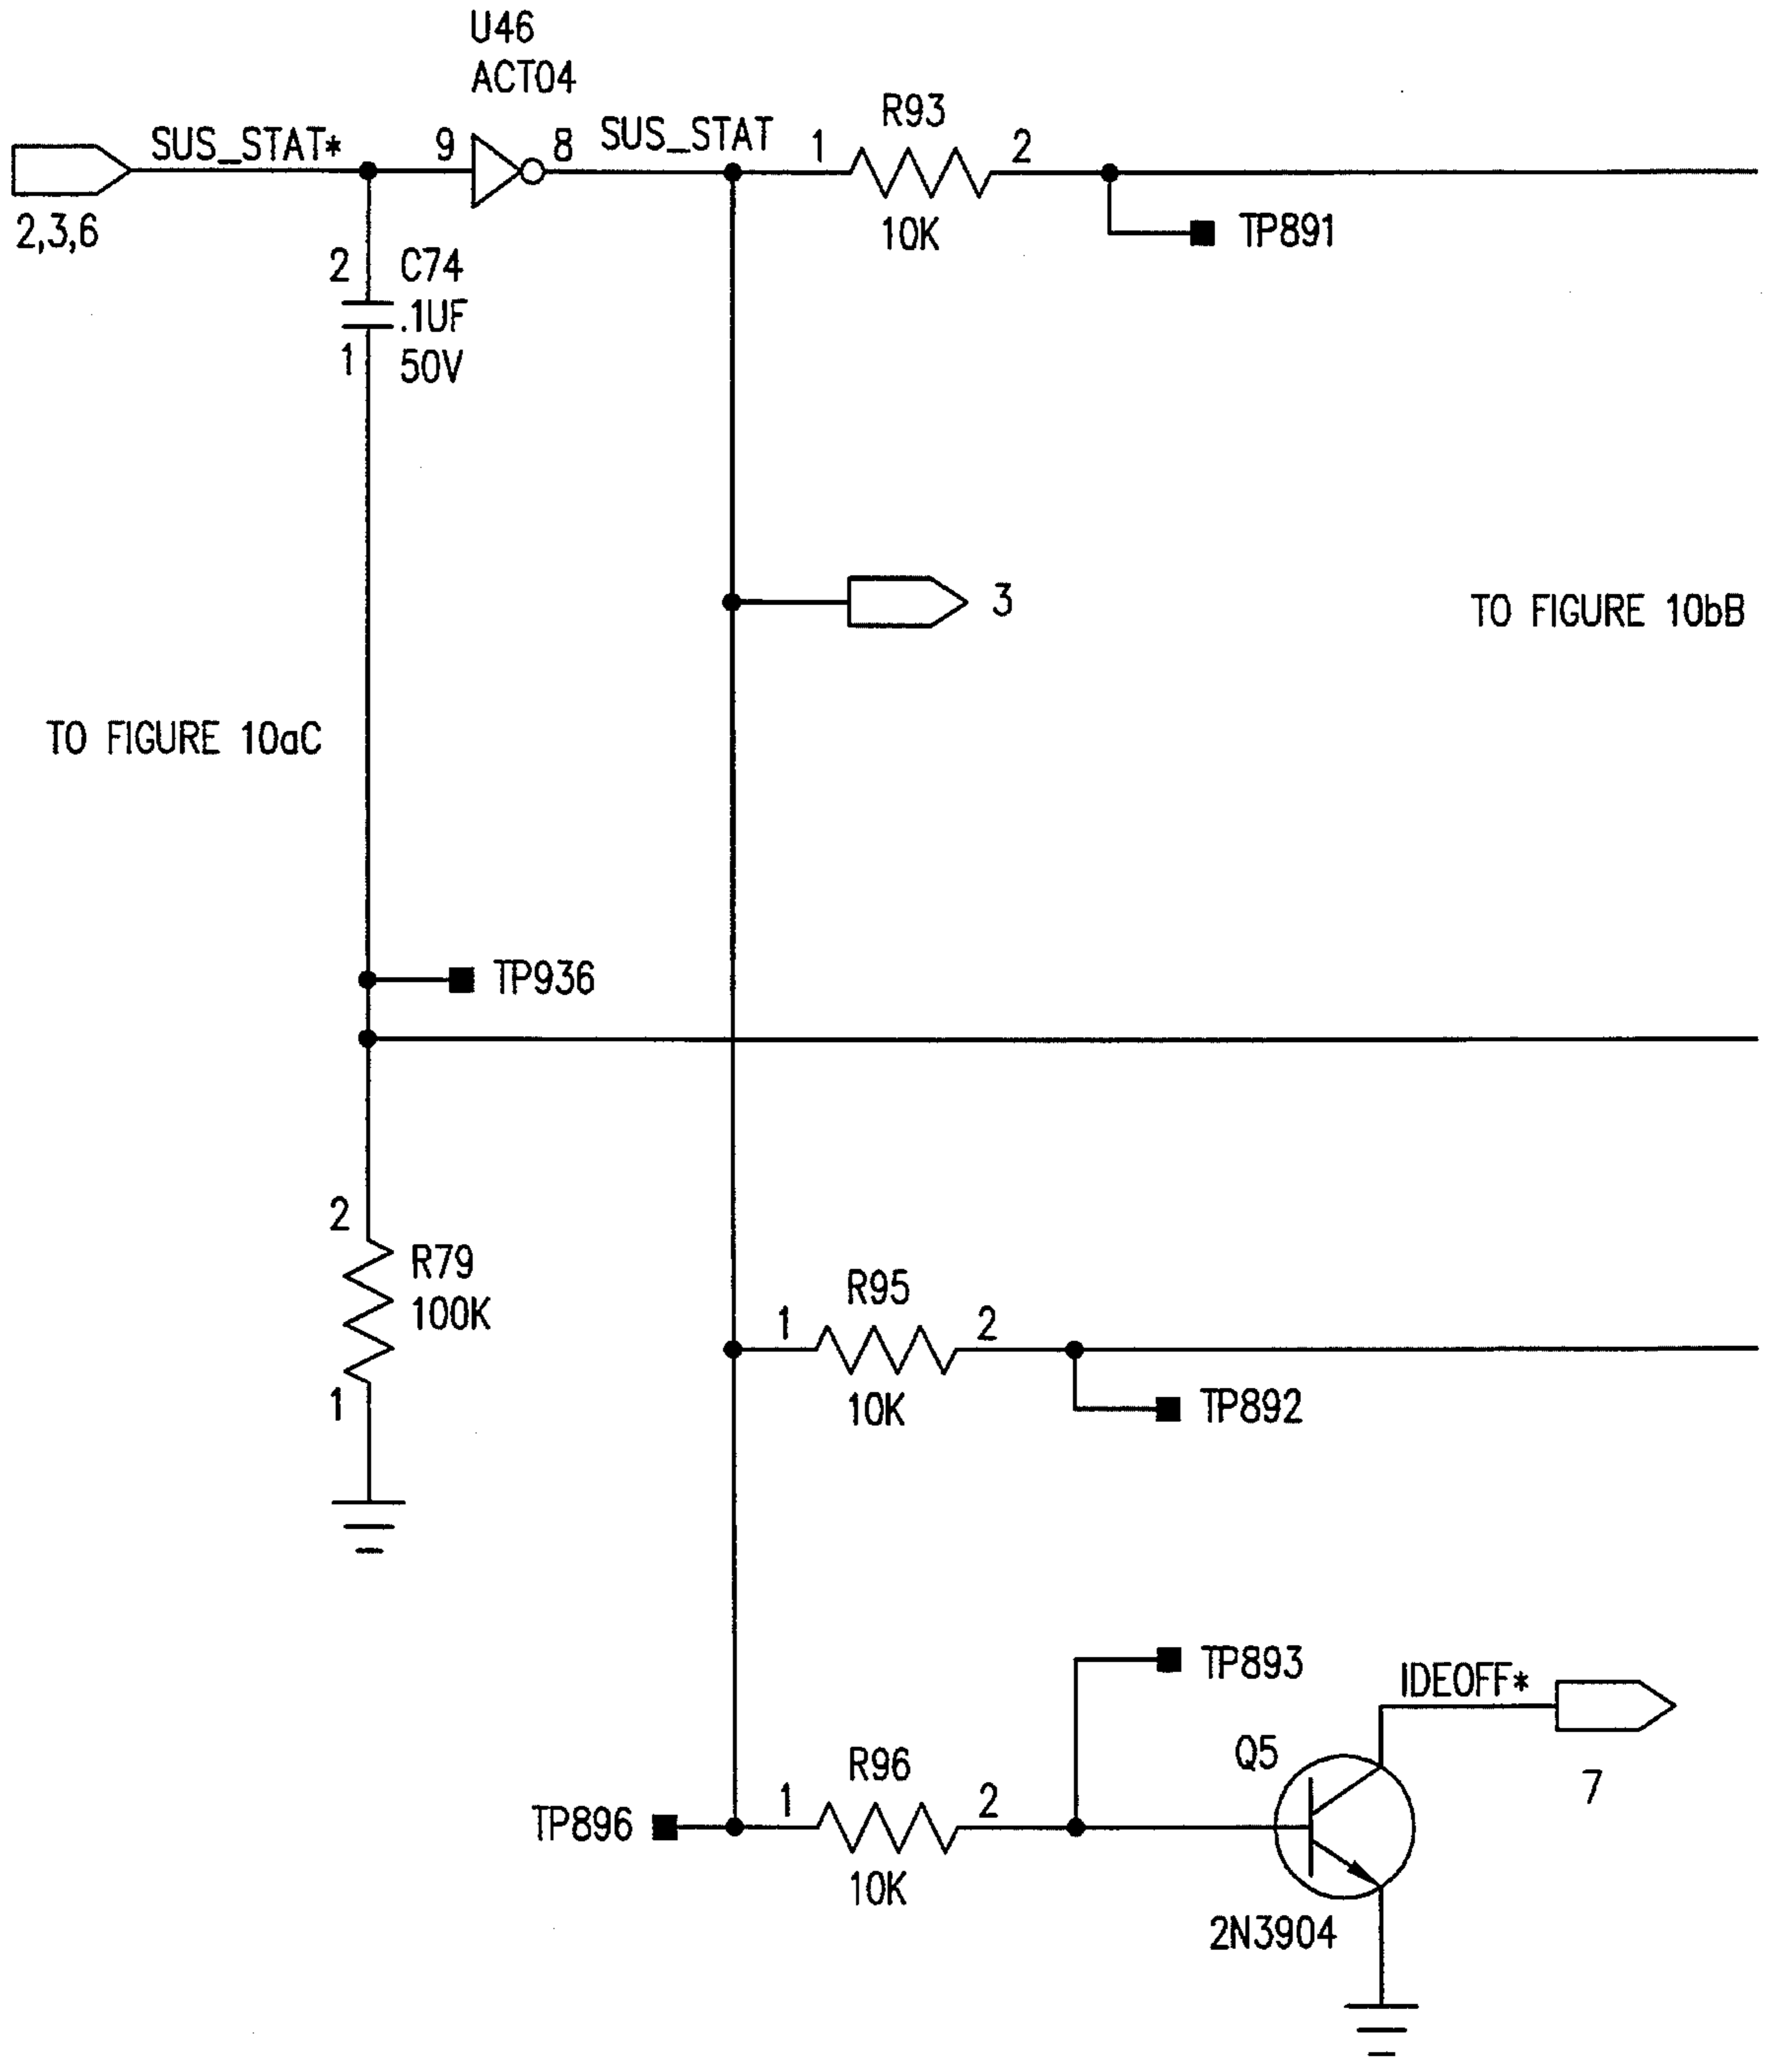 U46
ACT04
SUS_STAT*
9
8
SUS_STAT
1
R93
2
10K
TP891
2,3,6
2
C74
.1UF
1
50V
3
TO FIGURE 10bB
TO FIGURE 10aC
TP936
2
R79
100K
1
1
R95
2
10K
TP892
TP893
IDEOFF*
Q5
7
TP896
1
R96
2
10K
2N3904